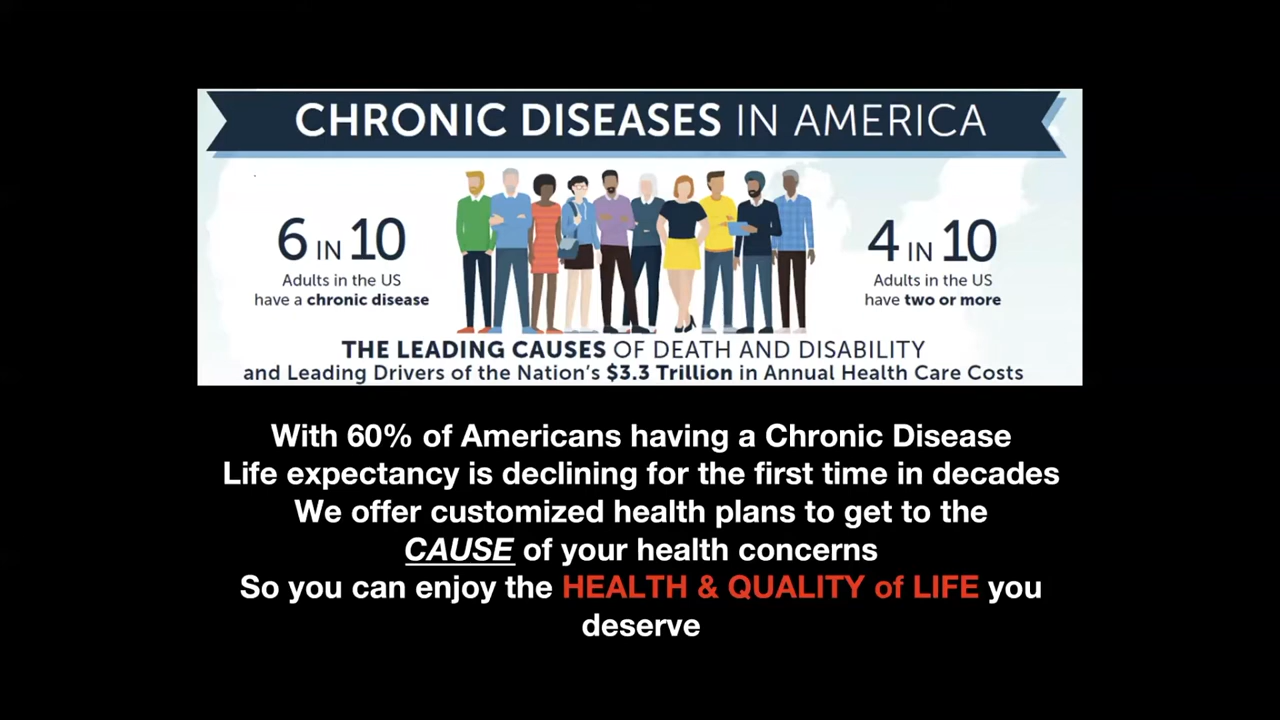 CHRONIC DISEASES IN AMERICA
6 IN 10
Adults in the US
have a chronic disease
4 IN 10
Adults in the US
have two or more
THE LEADING CAUSES OF DEATH AND DISABILITY
and Leading Drivers of the Nation's $3.3 Trillion in Annual Health Care Costs
With 60% of Americans having a Chronic Disease
Life expectancy is declining for the first time in decades
We offer customized health plans to get to the
CAUSE of your health concerns
So you can enjoy the HEALTH & QUALITY of LIFE you
deserve